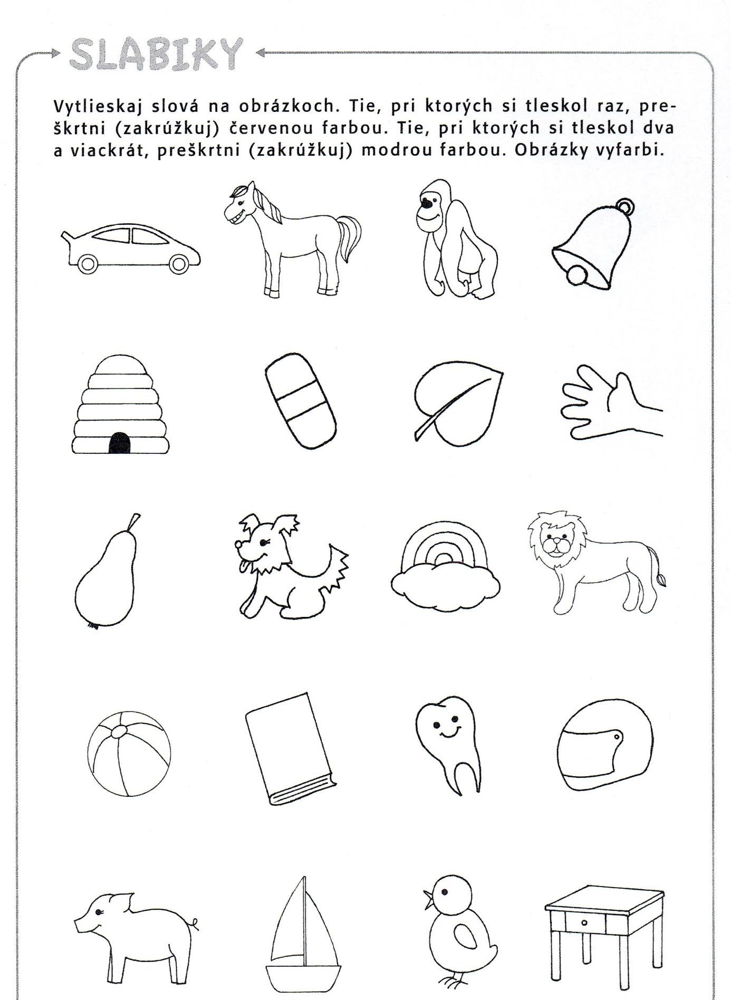 SLABIKY
Vytlieskaj slová na obrázkoch. Tie, pri ktorých si tleskol raz, pre-
škrtni (zakrúžkuj) červenou farbou. Tie, pri ktorých si tleskol dva
a viackrát, preškrtni (zakrúžkuj) modrou farbou. Obrázky vyfarbi.